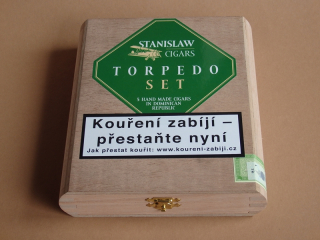 STANISLAW
CIGARS
TORPEDO
SET
5 HAND MADE CIGARS
IN DOMINICAN
REPUBLIC
Kouření zabíjí –
přestaňte nyní
Jak přestat kouřit: www.koureni-zabiji.cz